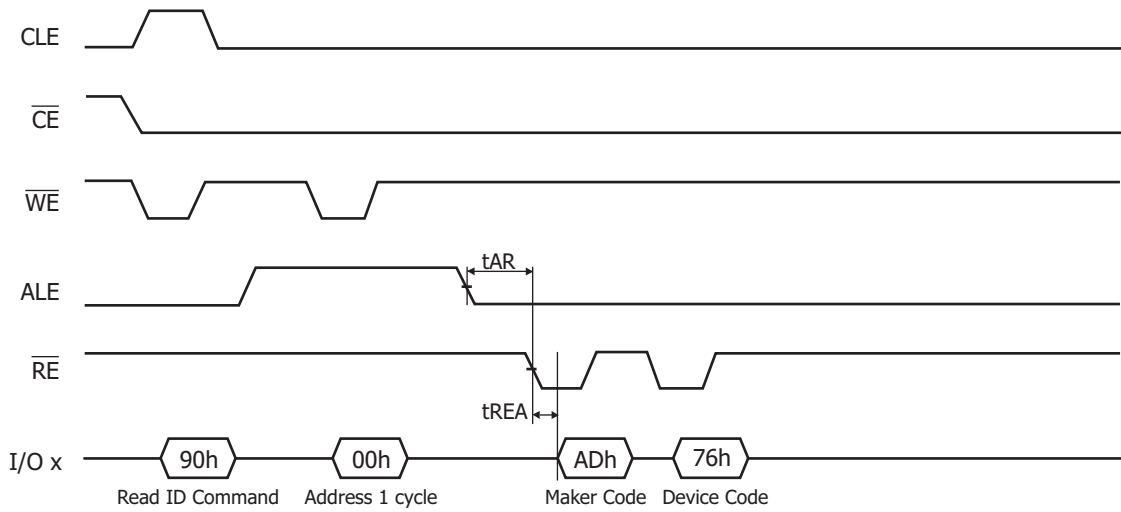 CLE
CE
WE
ALE
tAR
RE
tREA
I/O x
90h
00h
ADh
76h
Read ID Command
Address 1 cycle
Maker Code
Device Code